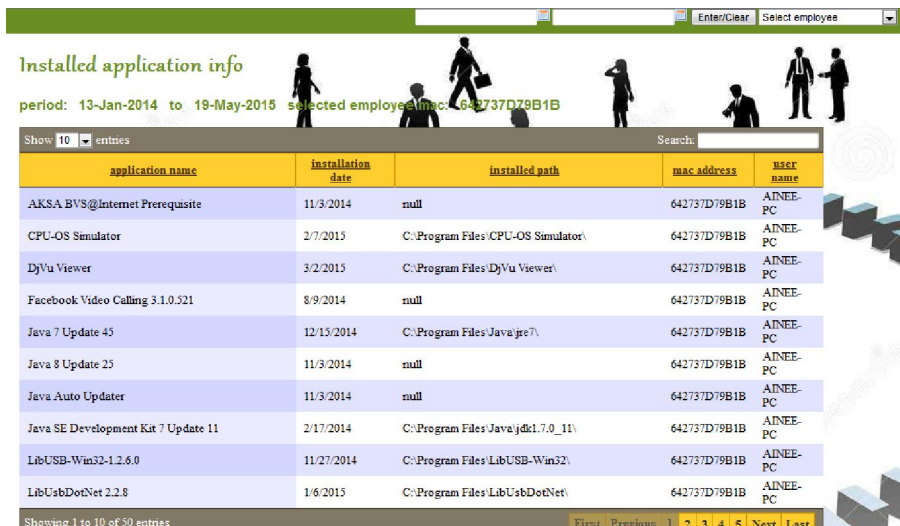 Enter/Clear Select employee
Installed application info
period: 13-Jan-2014 to 19-May-2015 selected employee mac: 642737D79B1B
Show 10 entries Search:
application name installation date installed path mac address user name
AKSA BVS@Internet Prerequisite 11/3/2014 null 642737D79B1B AINEE-PC
CPU-OS Simulator 2/7/2015 C:\Program Files\CPU-OS Simulator\ 642737D79B1B AINEE-PC
DjVu Viewer 3/2/2015 C:\Program Files\DjVu Viewer\ 642737D79B1B AINEE-PC
Facebook Video Calling 3.1.0.521 8/9/2014 null 642737D79B1B AINEE-PC
Java 7 Update 45 12/15/2014 C:\Program Files\Java\jre7\ 642737D79B1B AINEE-PC
Java 8 Update 25 11/3/2014 null 642737D79B1B AINEE-PC
Java Auto Updater 11/3/2014 null 642737D79B1B AINEE-PC
Java SE Development Kit 7 Update 11 2/17/2014 C:\Program Files\Java\jdk1.7.0_11\ 642737D79B1B AINEE-PC
LibUSB-Win32-1.2.6.0 11/27/2014 C:\Program Files\LibUSB-Win32\ 642737D79B1B AINEE-PC
LibUsbDotNet 2.2.8 1/6/2015 C:\Program Files\LibUsbDotNet\ 642737D79B1B AINEE-PC
Showing 1 to 10 of 50 entries First Previous 1 2 3 4 5 Next Last